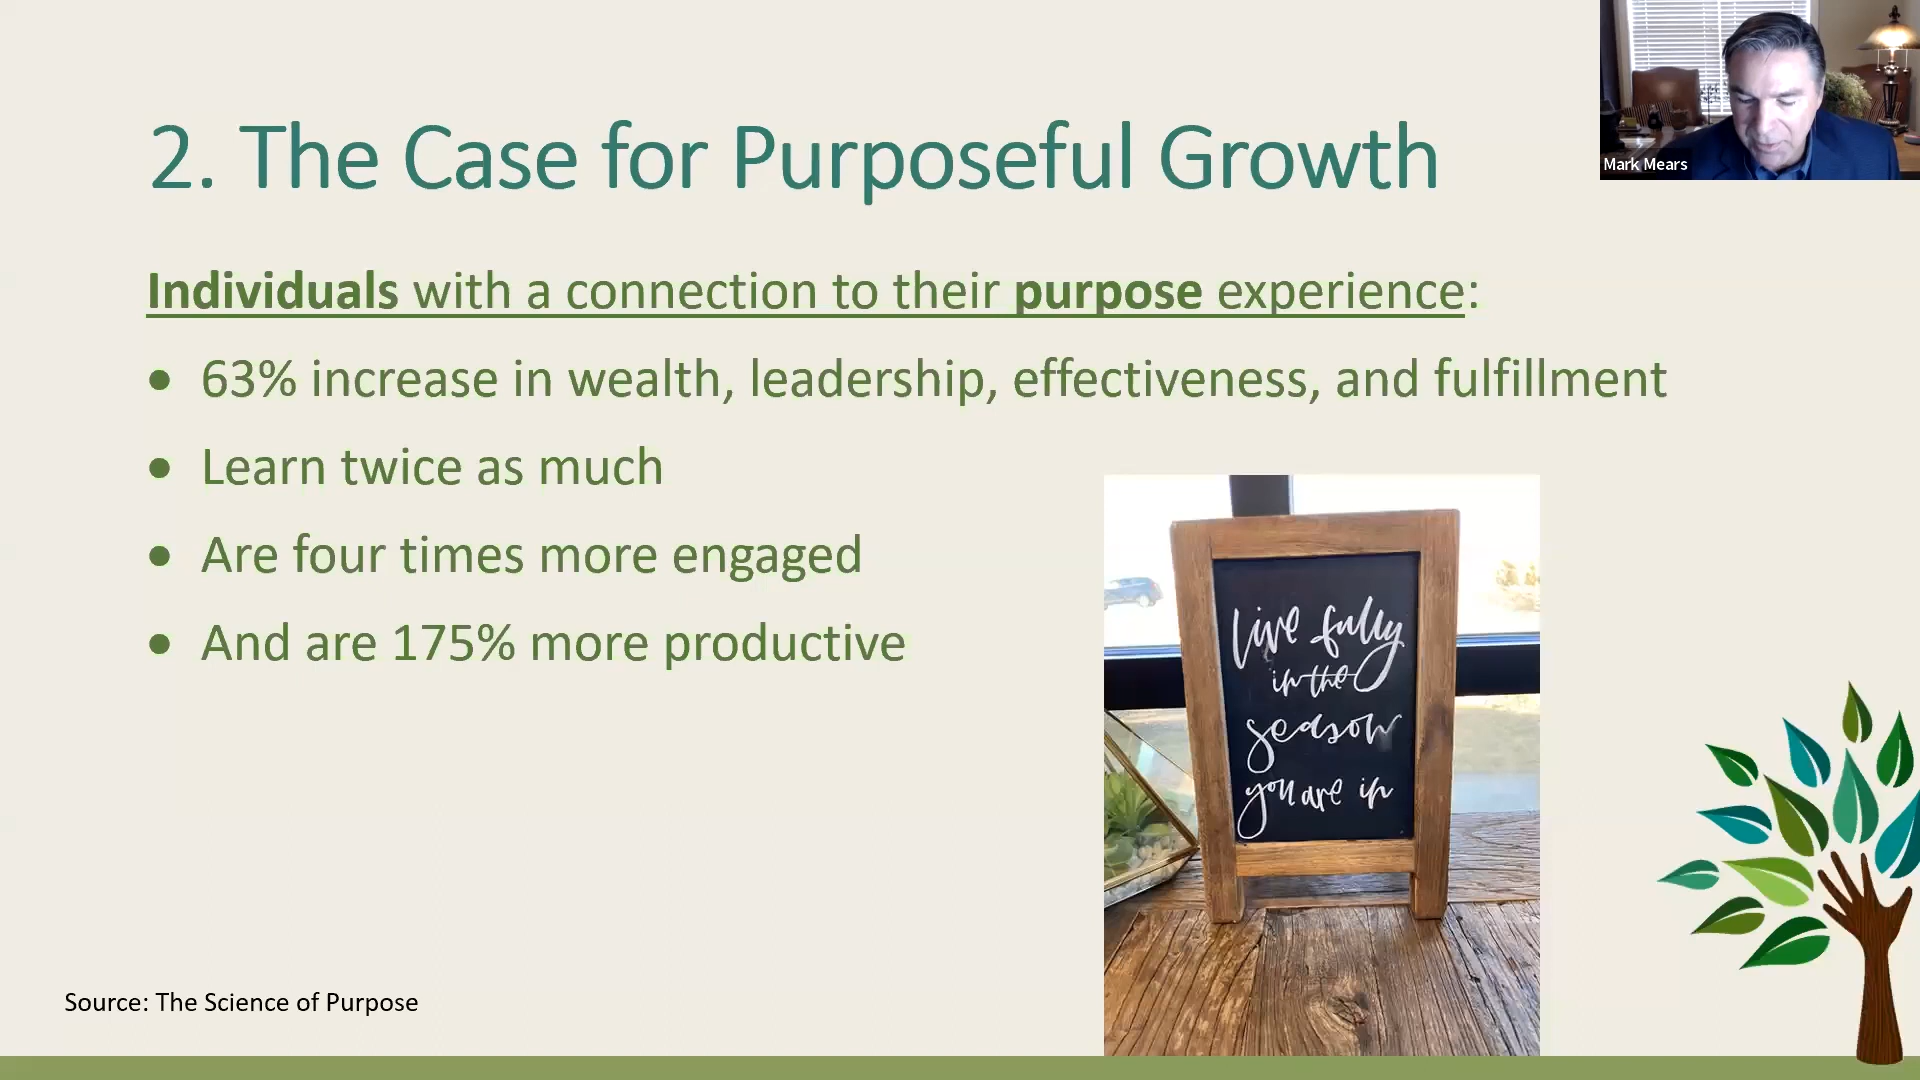 2. The Case for Purposeful Growth
Mark Mears
Individuals with a connection to their purpose experience:
• 63% increase in wealth, leadership, effectiveness, and fulfillment
• Learn twice as much
• Are four times more engaged
• And are 175% more productive
live fully
in the
season
you are in
Source: The Science of Purpose